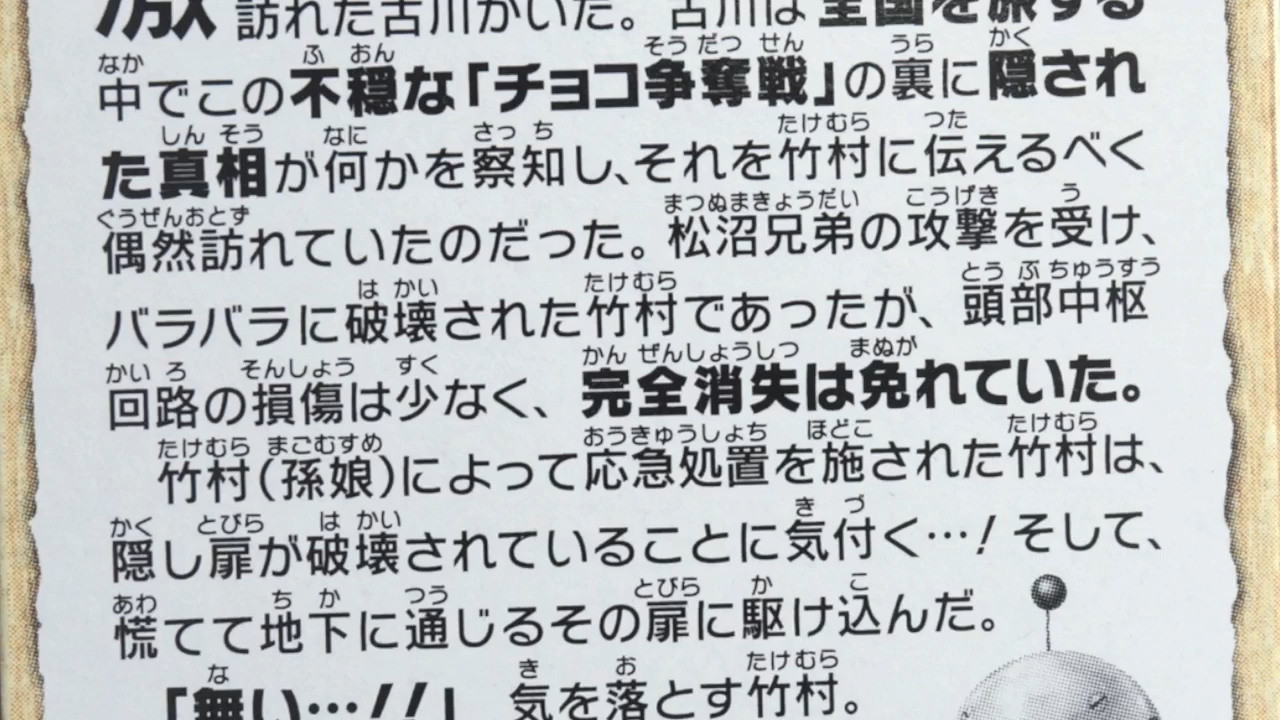 訪れた古川がいた。古川は全国を旅する
中でこの不穏な「チョコ争奪戦」の裏に隠され
た真相が何かを察知し、それを竹村に伝えるべく
偶然訪れていたのだった。松沼兄弟の攻撃を受け、
バラバラに破壊された竹村であったが、頭部中枢
回路の損傷は少なく、完全消失は免れていた。
竹村(孫娘)によって応急処置を施された竹村は、
隠し扉が破壊されていることに気付く…!そして、
慌てて地下に通じるその扉に駆け込んだ。
「無い…!!」 気を落とす竹村。